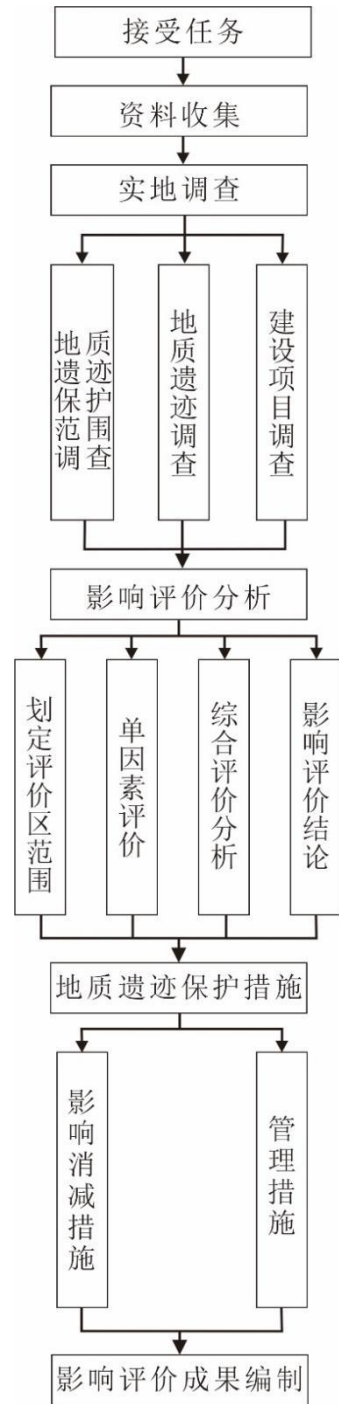 接受任务
资料收集
实地调查
地质
遗迹
保护
范围
调查
地质遗迹调查
建设项目调查
影响评价分析
划定评价区范围
单因素评价
综合评价分析
影响评价结论
地质遗迹保护措施
影响消减措施
管理措施
影响评价成果编制